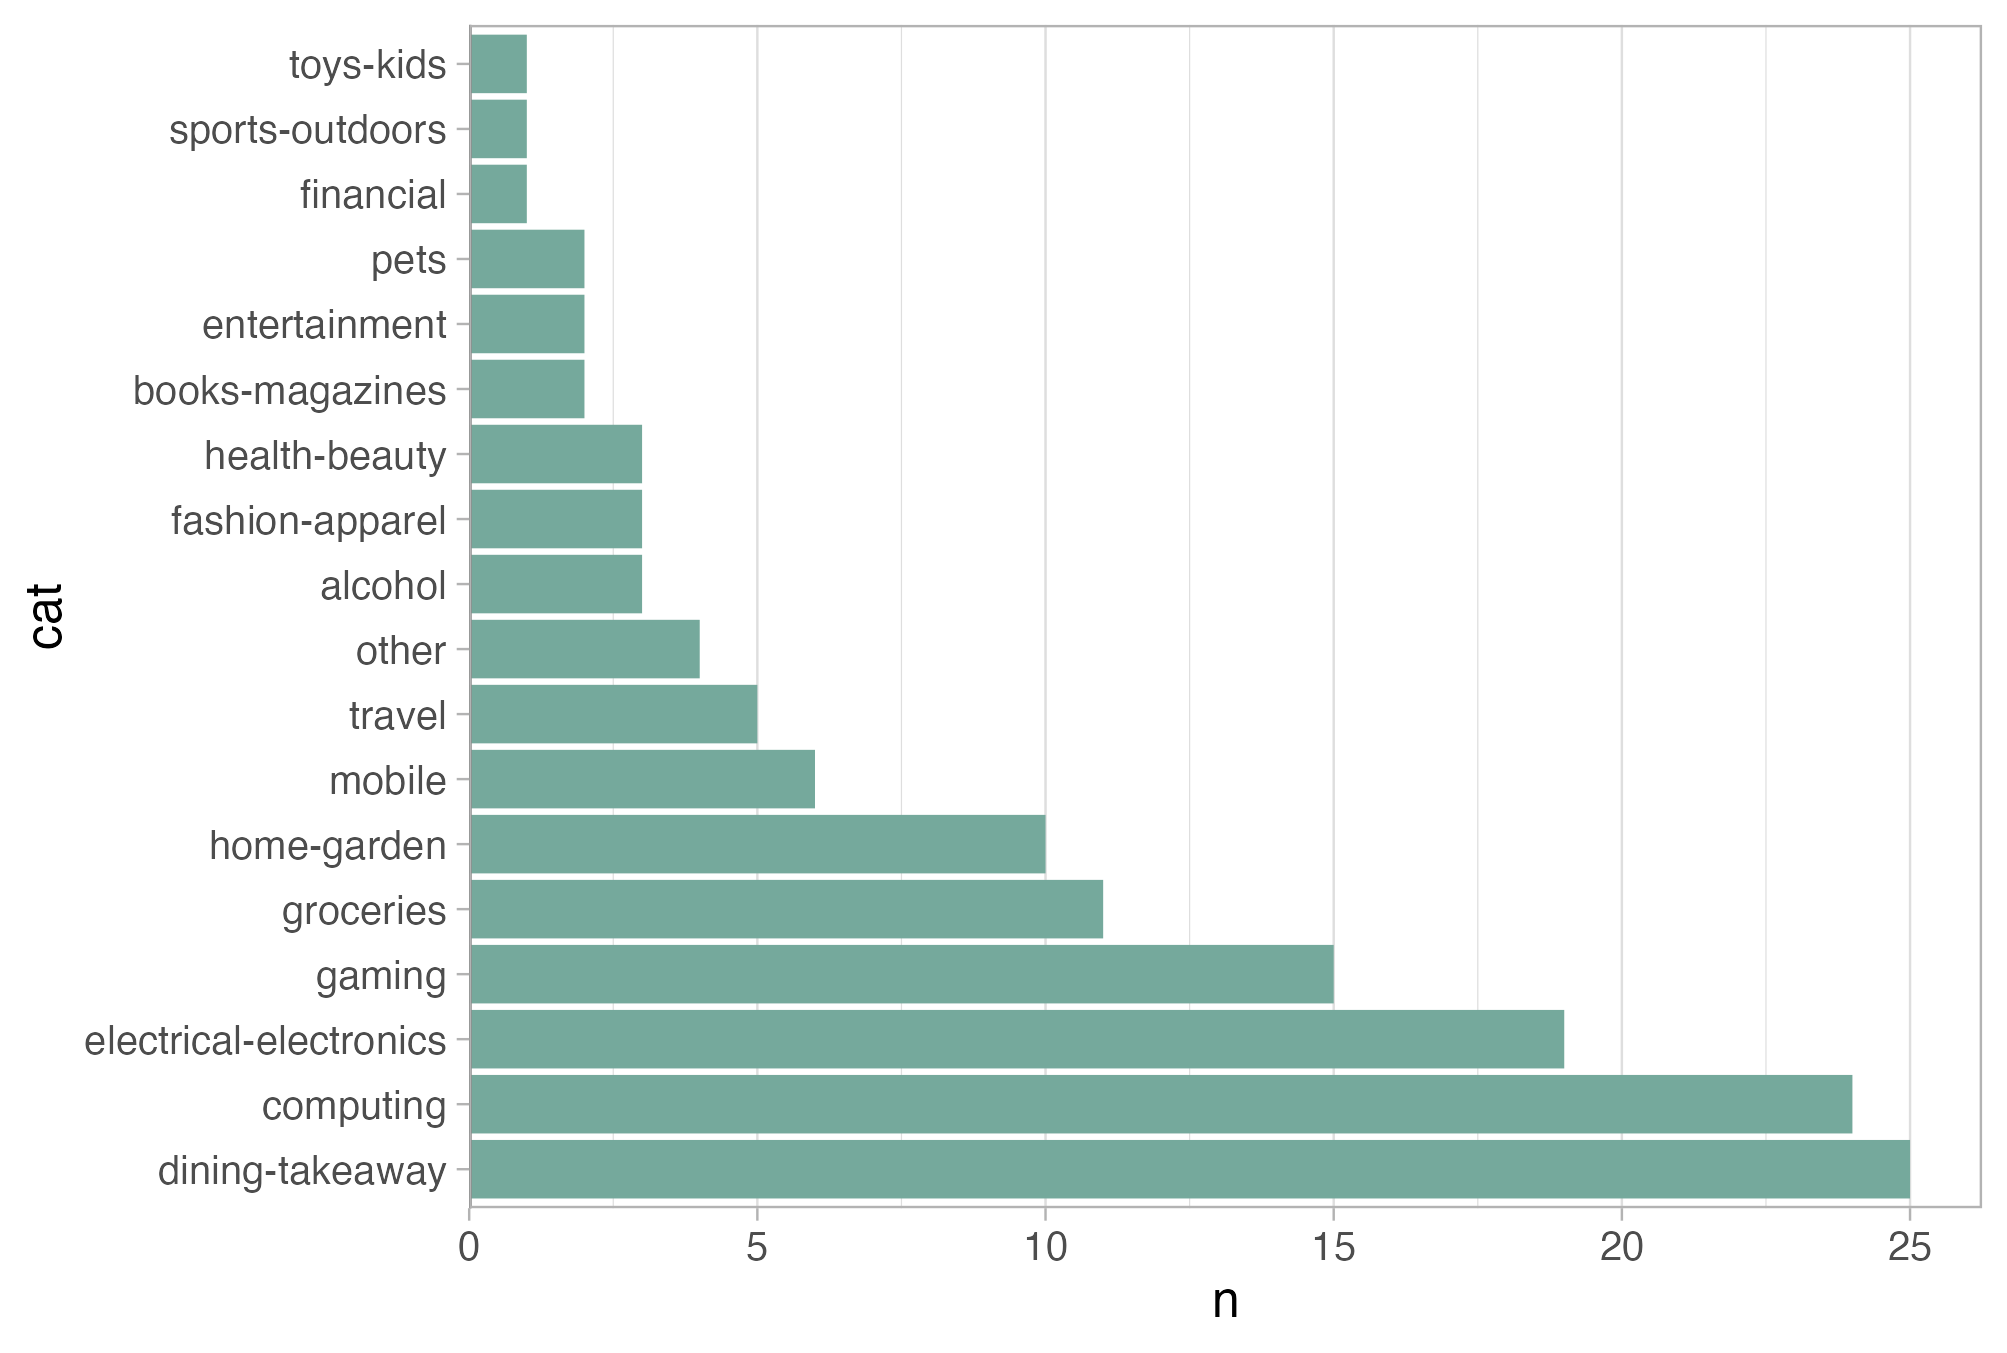 toys-kids
sports-outdoors
financial
pets
entertainment
books-magazines
health-beauty
fashion-apparel
alcohol
other
travel
mobile
home-garden
groceries
gaming
electrical-electronics
computing
dining-takeaway
cat
0 5 10 15 20 25
n